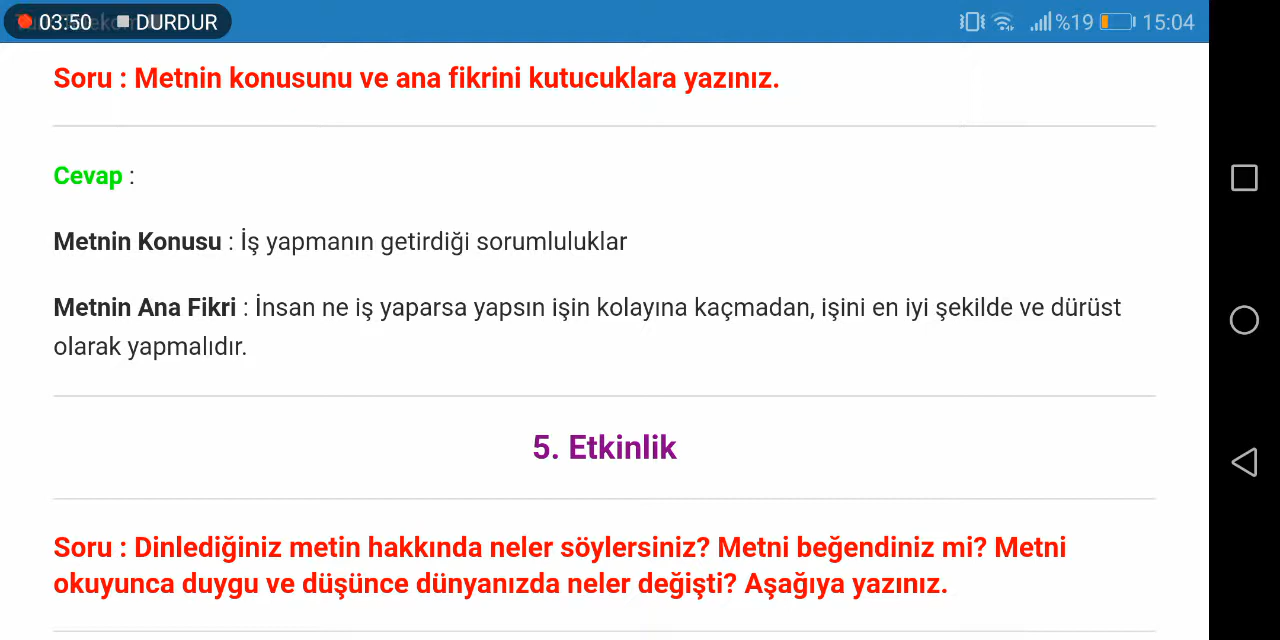 03:50 DURDUR %19 15:04
Soru : Metnin konusunu ve ana fikrini kutucuklara yazınız.
Cevap :
Metnin Konusu : İş yapmanın getirdiği sorumluluklar
Metnin Ana Fikri : İnsan ne iş yaparsa yapsın işin kolayına kaçmadan, işini en iyi şekilde ve dürüst
olarak yapmalıdır.
5. Etkinlik
Soru : Dinlediğiniz metin hakkında neler söylersiniz? Metni beğendiniz mi? Metni
okuyunca duygu ve düşünce dünyanızda neler değişti? Aşağıya yazınız.